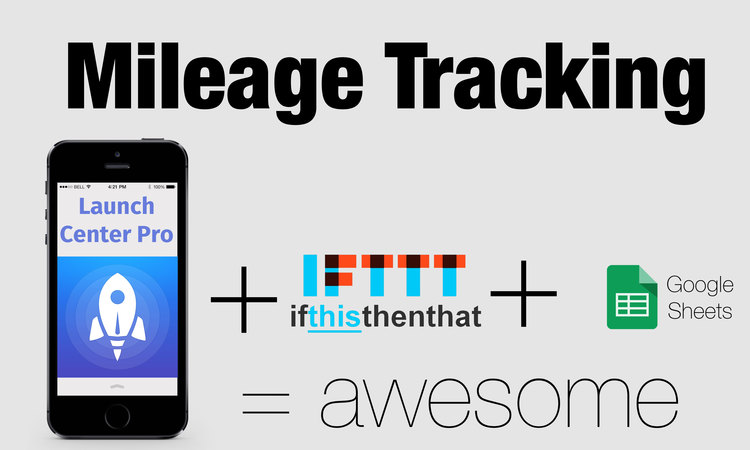 Mileage Tracking
BELL 4:21 PM 100%
Launch
Center Pro
+ IFTTT +
ifthisthenthat
Google
Sheets
= awesome